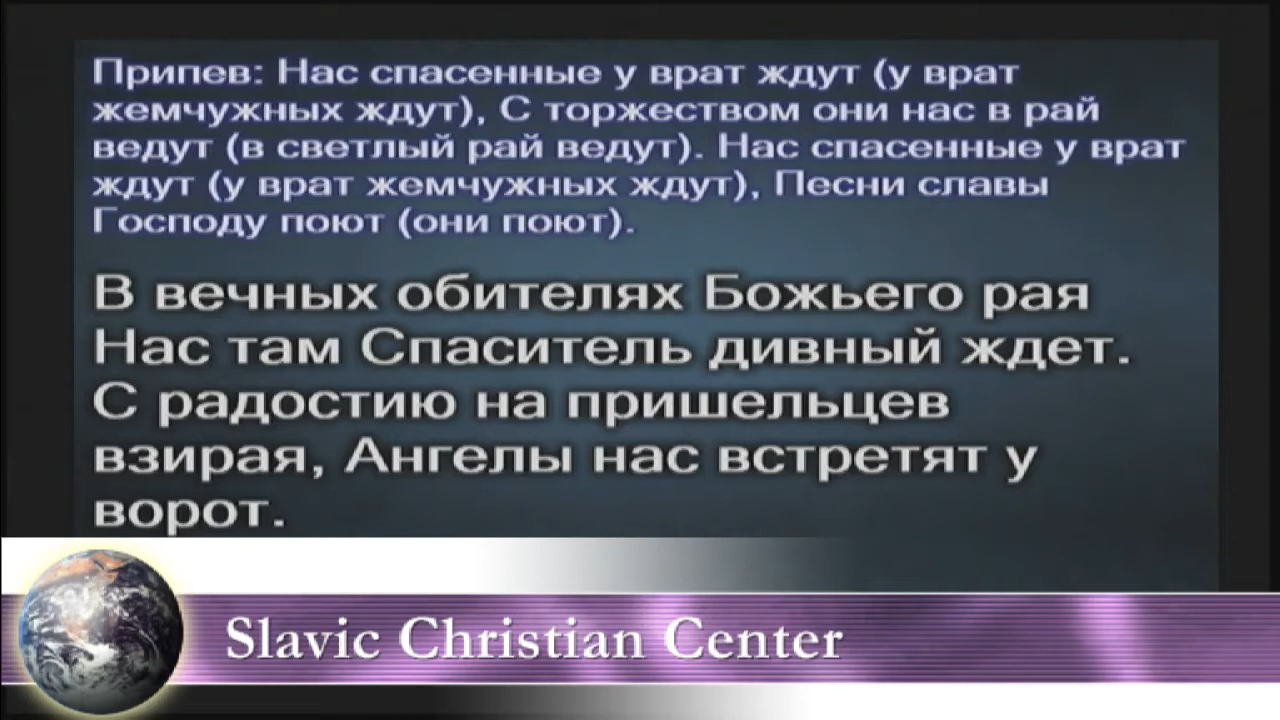 Припев: Нас спасенные у врат ждут (у врат
жемчужных ждут), С торжеством они нас в рай
ведут (в светлый рай ведут). Нас спасенные у врат
ждут (у врат жемчужных ждут), Песни славы
Господу поют (они поют).
В вечных обителях Божьего рая
Нас там Спаситель дивный ждет.
С радостию на пришельцев
взирая, Ангелы нас встретят у
ворот.
Slavic Christian Center